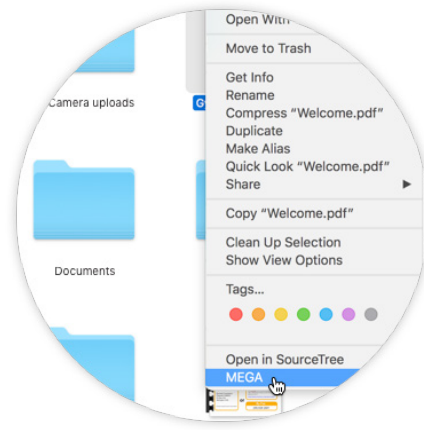 Open With
Move to Trash
Get Info
Rename
Compress “Welcome.pdf”
Duplicate
Make Alias
Quick Look “Welcome.pdf”
Share
Copy “Welcome.pdf”
Clean Up Selection
Show View Options
Tags...
Open in SourceTree
MEGA
Camera uploads
Documents